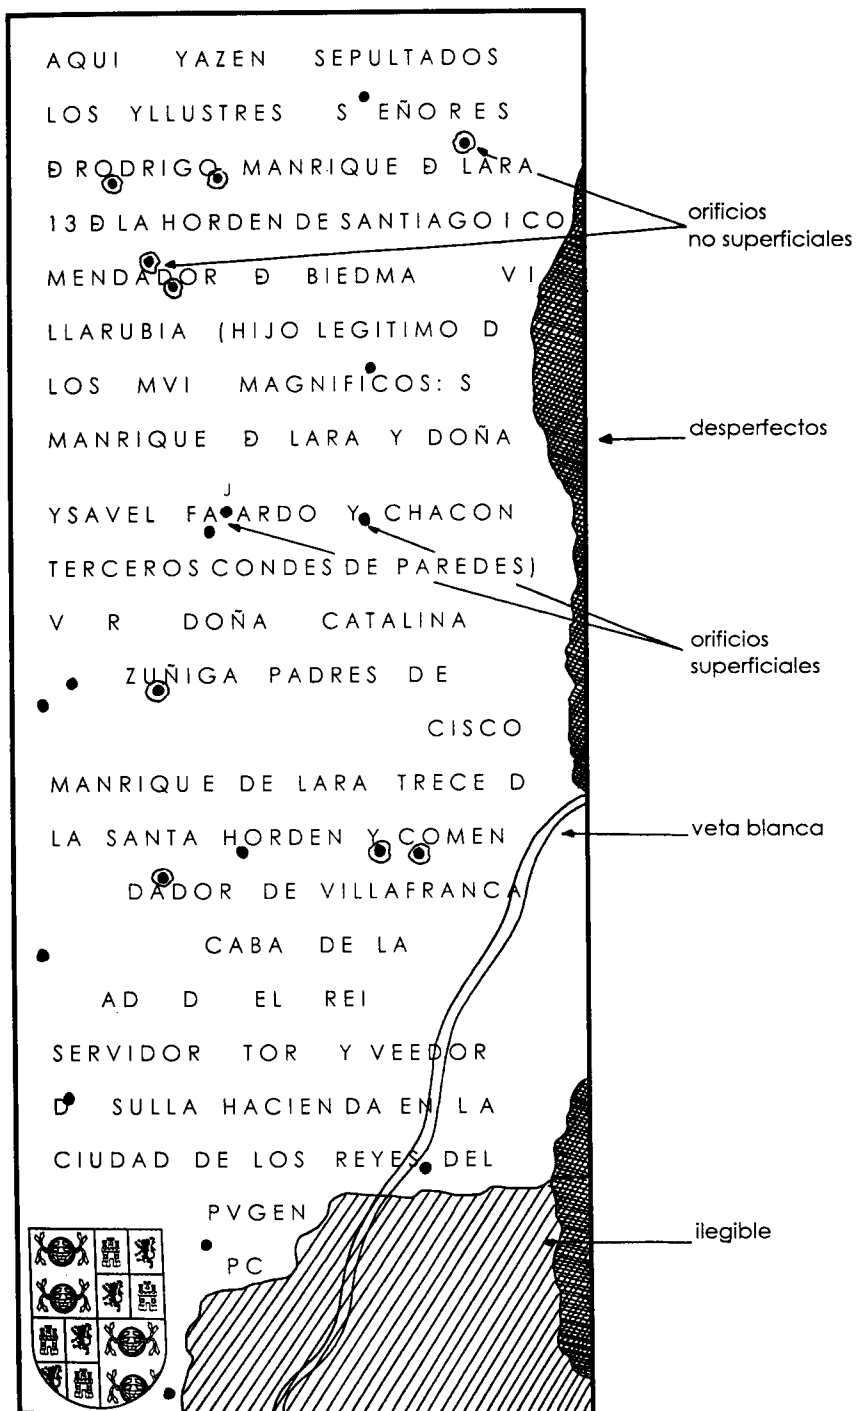 AQUI YAZEN SEPULTADOS
LOS YLLUSTRES SEÑORES
Đ RODRIGO MANRIQUE Đ LARA
13 Đ LA HORDEN DE SANTIAGO I CO
MENDADOR Đ BIEDMA VI
LLARUBIA (HIJO LEGITIMO D
LOS MVI MAGNIFICOS: S
MANRIQUE Đ LARA Y DOÑA
J
YSAVEL FA ARDO Y CHACON
TERCEROS CONDES DE PAREDES)
V R DOÑA CATALINA
ZUÑIGA PADRES DE
CISCO
MANRIQUE DE LARA TRECE D
LA SANTA HORDEN Y COMEN
DADOR DE VILLAFRANCA
CABA DE LA
AD D EL REI
SERVIDOR TOR Y VEEDOR
D SULLA HACIENDA EN LA
CIUDAD DE LOS REYES DEL
PVGEN
PC
orificios
no superficiales
desperfectos
orificios
superficiales
veta blanca
ilegible